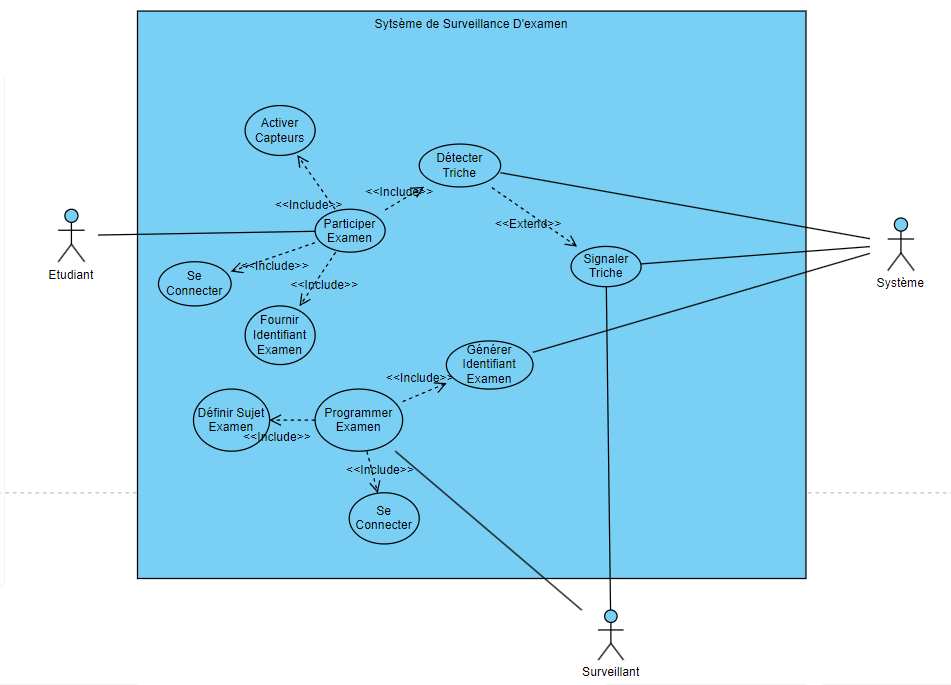 Sytsème de Surveillance D'examen
Activer
Capteurs
Détecter
Triche
<<Include>>
<<Include>>
Participer
Examen
<<Extend>>
Etudiant
Signaler
Triche
Système
<<Include>>
Se
Connecter
<<Include>>
Fournir
Identifiant
Examen
Générer
Identifiant
Examen
<<Include>>
Définir Sujet
Examen
<<Include>>
Programmer
Examen
<<Include>>
Se
Connecter
Surveillant